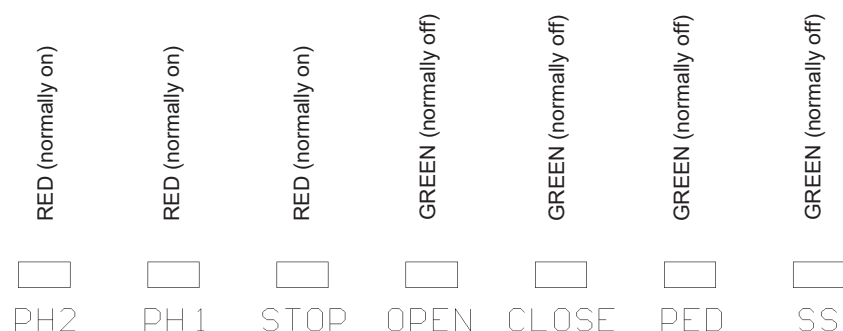 RED (normally on)
RED (normally on)
RED (normally on)
GREEN (normally off)
GREEN (normally off)
GREEN (normally off)
GREEN (normally off)
PH2 PH1 STOP OPEN CLOSE PED SS